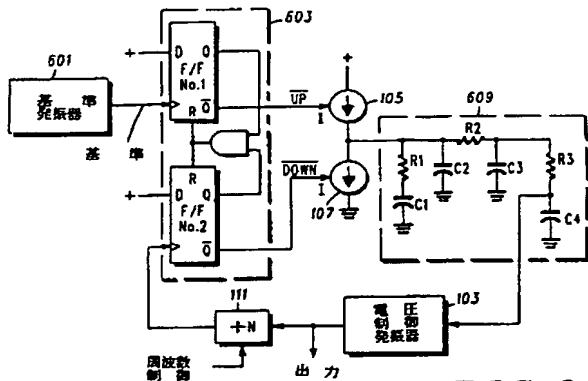 601
基準
発振器
基準
603
+
D Q
F/F
No.1
Q
R
R
+
D Q
F/F
No.2
Q
UP
I
+
105
DOWN
I
107
609
R1
C1
C2
R2
C3
R3
C4
111
÷N
周波数
制御
出力
103
電圧
制御
発振器